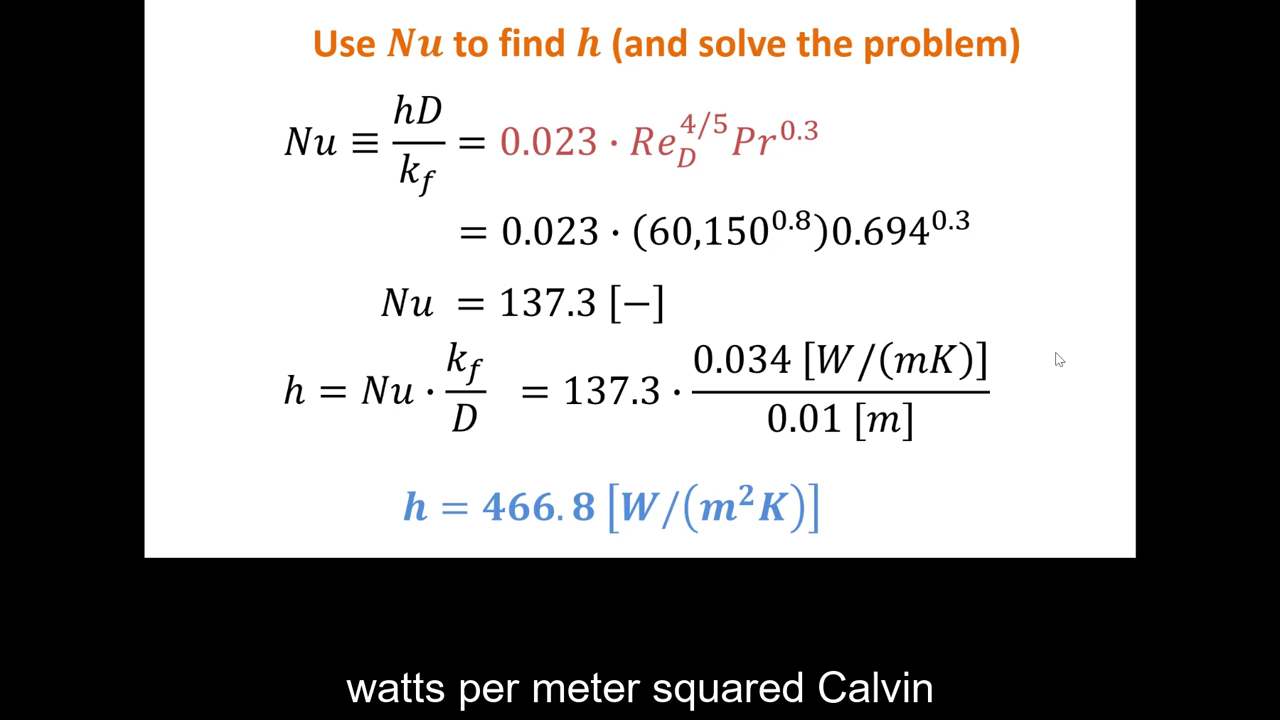 Use Nu to find h (and solve the problem)
Nu ≡ hD/k_f = 0.023 · Re_D^{4/5} Pr^{0.3}
= 0.023 · (60,150^{0.8})0.694^{0.3}
Nu = 137.3 [−]
h = Nu · k_f/D = 137.3 · 0.034 [W/(mK)]/0.01 [m]
h = 466.8 [W/(m²K)]
watts per meter squared Calvin